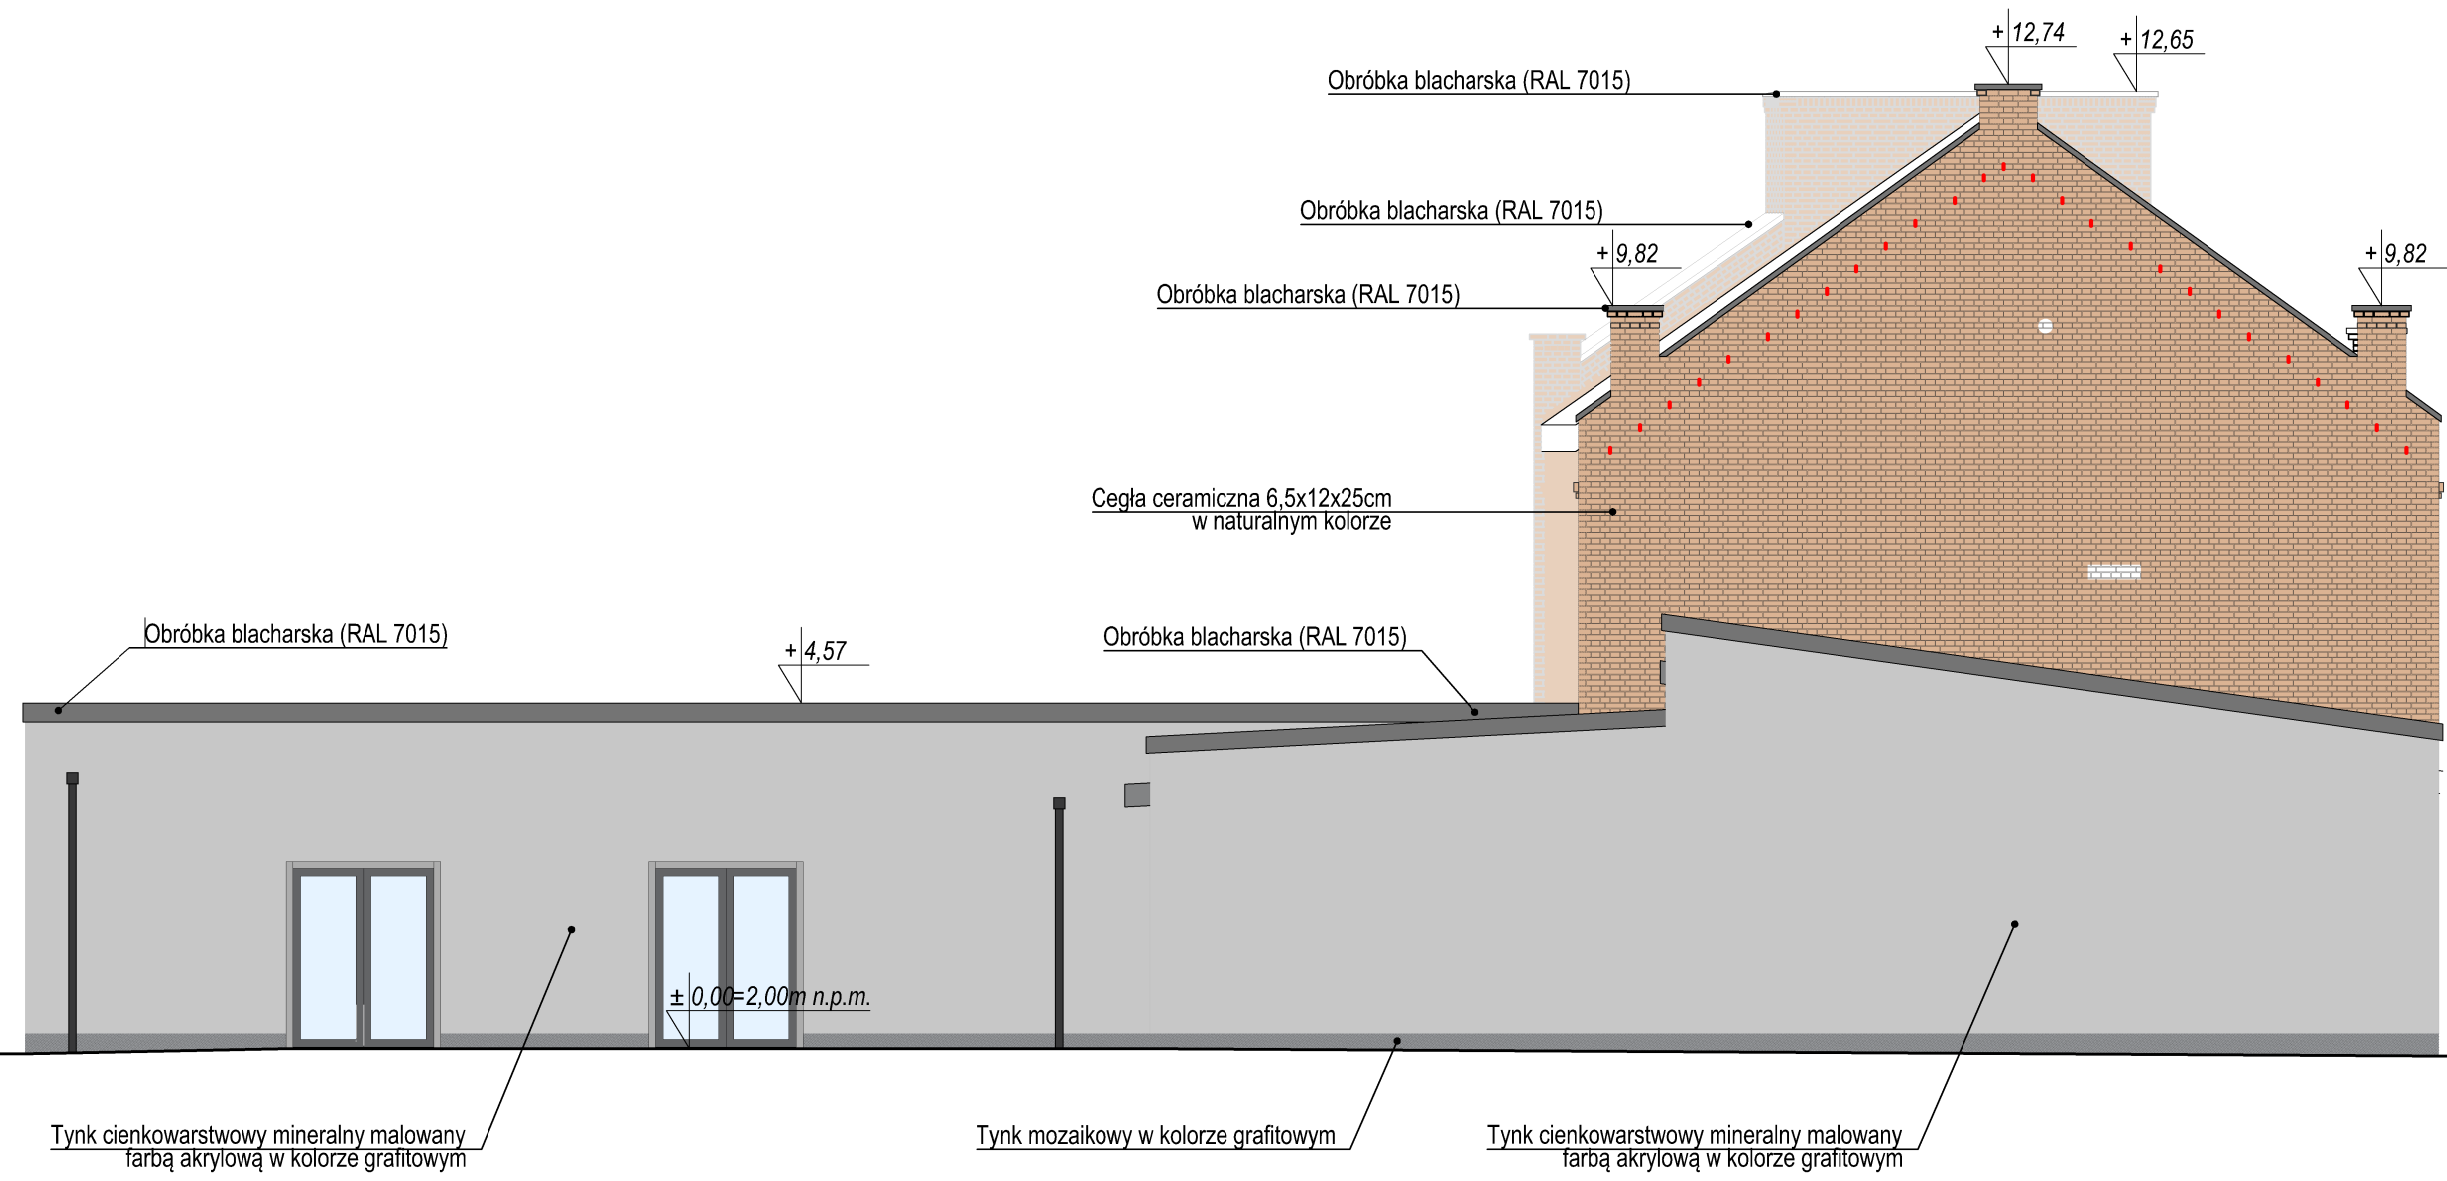 + 12,74
+ 12,65
Obróbka blacharska (RAL 7015)
Obróbka blacharska (RAL 7015)
+ 9,82
+ 9,82
Obróbka blacharska (RAL 7015)
Cegła ceramiczna 6,5x12x25cm
w naturalnym kolorze
Obróbka blacharska (RAL 7015)
+ 4,57
Obróbka blacharska (RAL 7015)
± 0,00=2,00m n.p.m.
Tynk cienkowarstwowy mineralny malowany
farbą akrylową w kolorze grafitowym
Tynk mozaikowy w kolorze grafitowym
Tynk cienkowarstwowy mineralny malowany
farbą akrylową w kolorze grafitowym